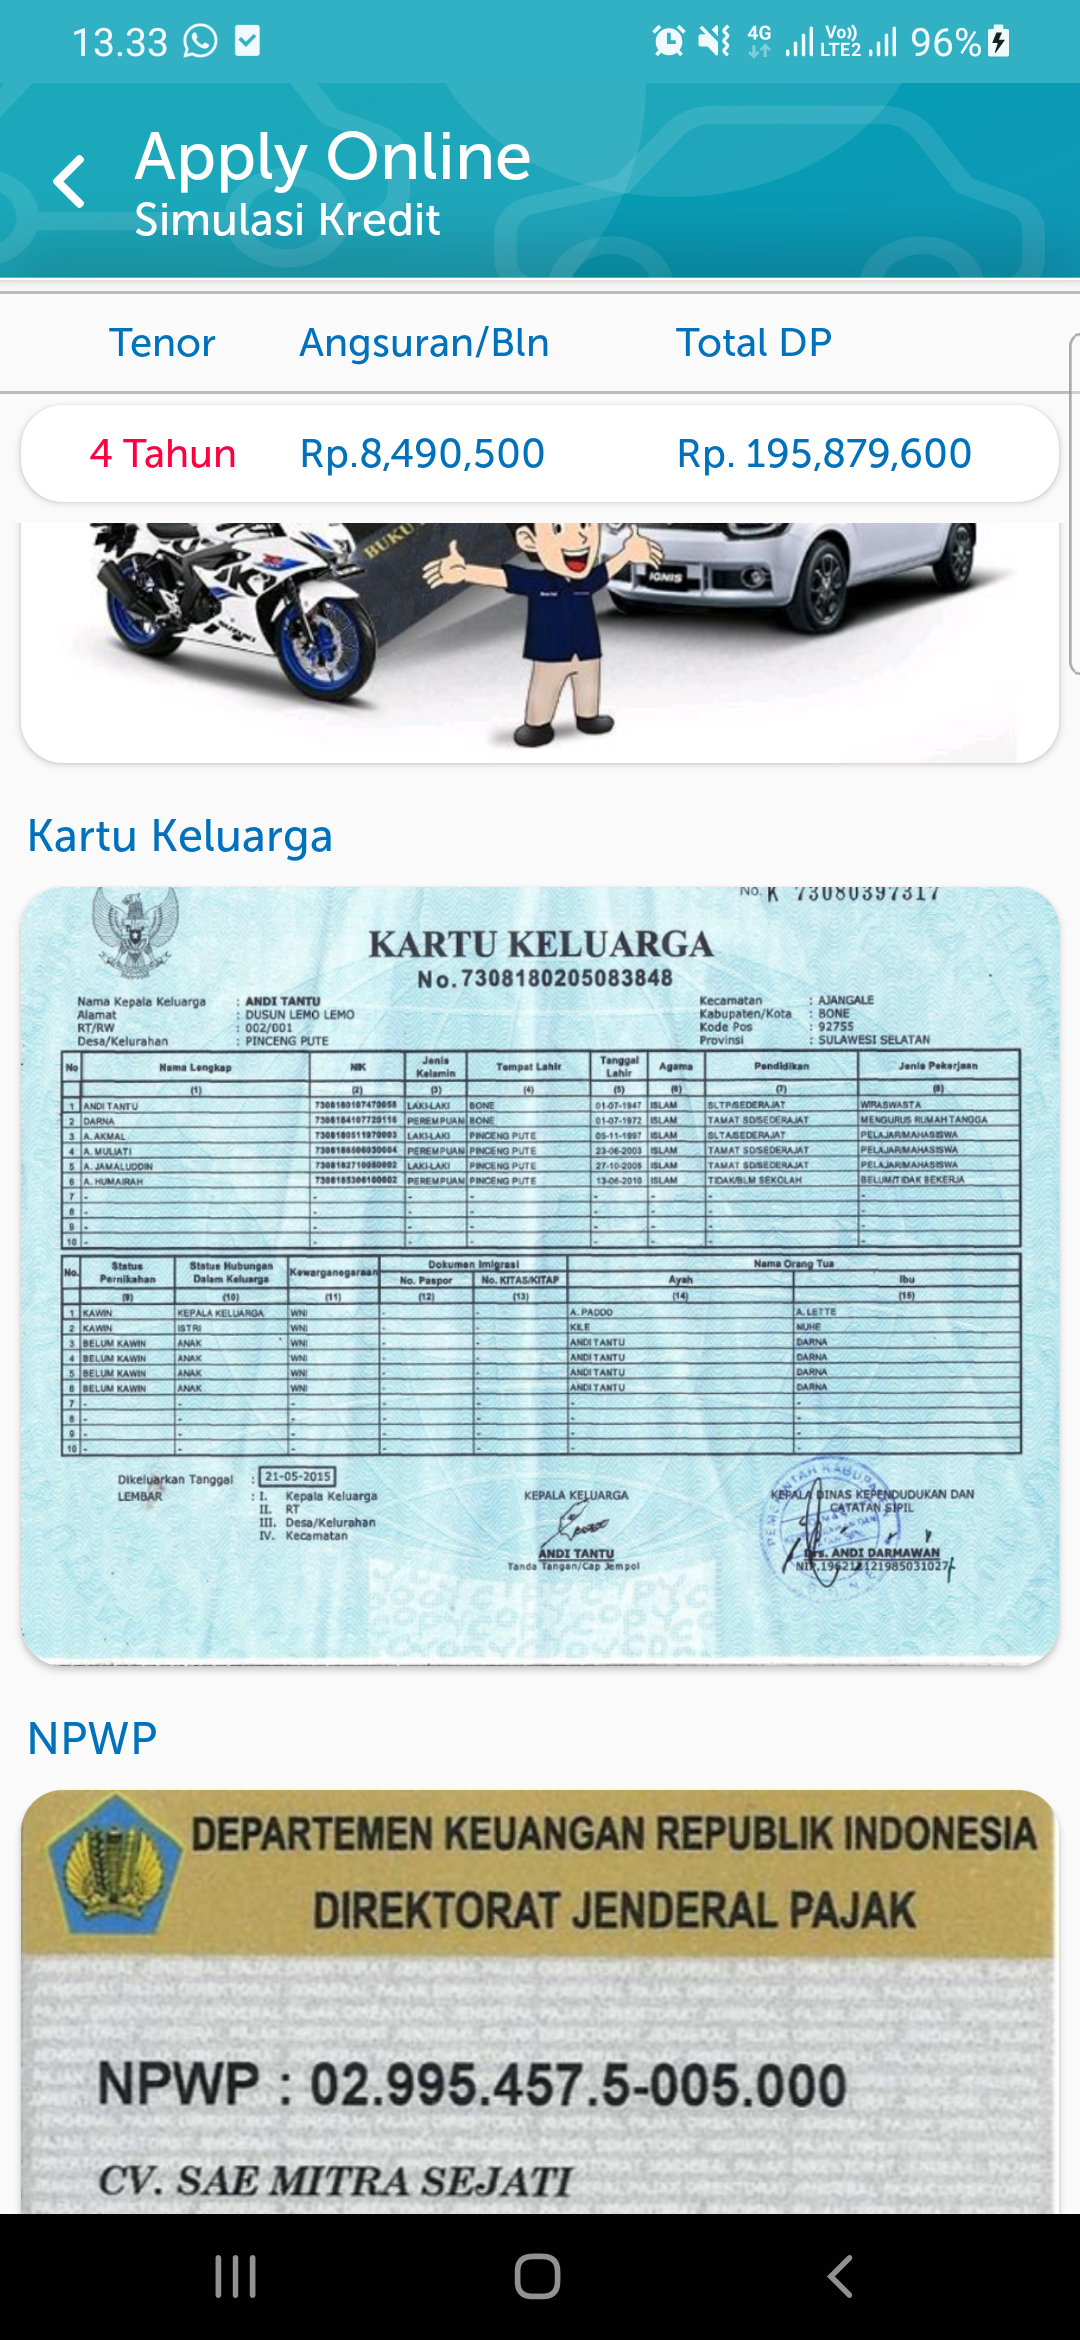 13.33
4G
Vo))
LTE2
96%
Apply Online
Simulasi Kredit
Tenor Angsuran/Bln Total DP
4 Tahun Rp.8,490,500 Rp. 195,879,600
BUKU
IGNIS
SUZUKI
Kartu Keluarga
No. K 73080397317
KARTU KELUARGA
No. 7308180205083848
Nama Kepala Keluarga : ANDI TANTU
Alamat : DUSUN LEMO LEMO
RT/RW : 002/001
Desa/Kelurahan : PINCENG PUTE
Kecamatan : AJANGALE
Kabupaten/Kota : BONE
Kode Pos : 92755
Provinsi : SULAWESI SELATAN
No Nama Lengkap NIK Jenis Kelamin Tempat Lahir Tanggal Lahir Agama Pendidikan Jenis Pekerjaan
(1) (2) (3) (4) (5) (6) (7) (8)
1 ANDI TANTU 7308180107470058 LAKI-LAKI BONE 01-07-1947 ISLAM SLTP/SEDERAJAT WIRASWASTA
2 DARNA PEREMPUAN BONE 01-07-1972 ISLAM TAMAT SD/SEDERAJAT MENGURUS RUMAH TANGGA
3 A. AKMAL LAKI-LAKI PINCENG PUTE 05-11-1997 ISLAM SLTA/SEDERAJAT PELAJAR/MAHASISWA
4 A. MULIATI PEREMPUAN PINCENG PUTE 23-06-2003 ISLAM TAMAT SD/SEDERAJAT PELAJAR/MAHASISWA
5 A. JAMALUDDIN LAKI-LAKI PINCENG PUTE 27-10-2005 ISLAM TAMAT SD/SEDERAJAT PELAJAR/MAHASISWA
6 A. HUMAIRAH PEREMPUAN PINCENG PUTE 13-06-2010 ISLAM TIDAK/BLM SEKOLAH BELUM/TIDAK BEKERJA
7 - - - - - - - -
8 - - - - - - - -
9 - - - - - - - -
10 - - - - - - - -
No. Status Pernikahan Status Hubungan Dalam Keluarga Kewarganegaraan Dokumen Imigrasi Nama Orang Tua
No. Paspor No. KITAS/KITAP Ayah Ibu
(9) (10) (11) (12) (13) (14) (15)
1 KAWIN KEPALA KELUARGA WNI - - A. PADDO A. LETTE
2 KAWIN ISTRI WNI - - KILE NUHE
3 BELUM KAWIN ANAK WNI - - ANDI TANTU DARNA
4 BELUM KAWIN ANAK WNI - - ANDI TANTU DARNA
5 BELUM KAWIN ANAK WNI - - ANDI TANTU DARNA
6 BELUM KAWIN ANAK WNI - - ANDI TANTU DARNA
7 - - - - - - -
8 - - - - - - -
9 - - - - - - -
10 - - - - - - -
Dikeluarkan Tanggal : 21-05-2015
LEMBAR : I. Kepala Keluarga
II. RT
III. Desa/Kelurahan
IV. Kecamatan
KEPALA KELUARGA
ANDI TANTU
Tanda Tangan/Cap Jempol
KEPALA DINAS KEPENDUDUKAN DAN
CATATAN SIPIL
Drs. ANDI DARMAWAN
NIP.196212121985031027
NPWP
DEPARTEMEN KEUANGAN REPUBLIK INDONESIA
DIREKTORAT JENDERAL PAJAK
NPWP : 02.995.457.5-005.000
CV. SAE MITRA SEJATI